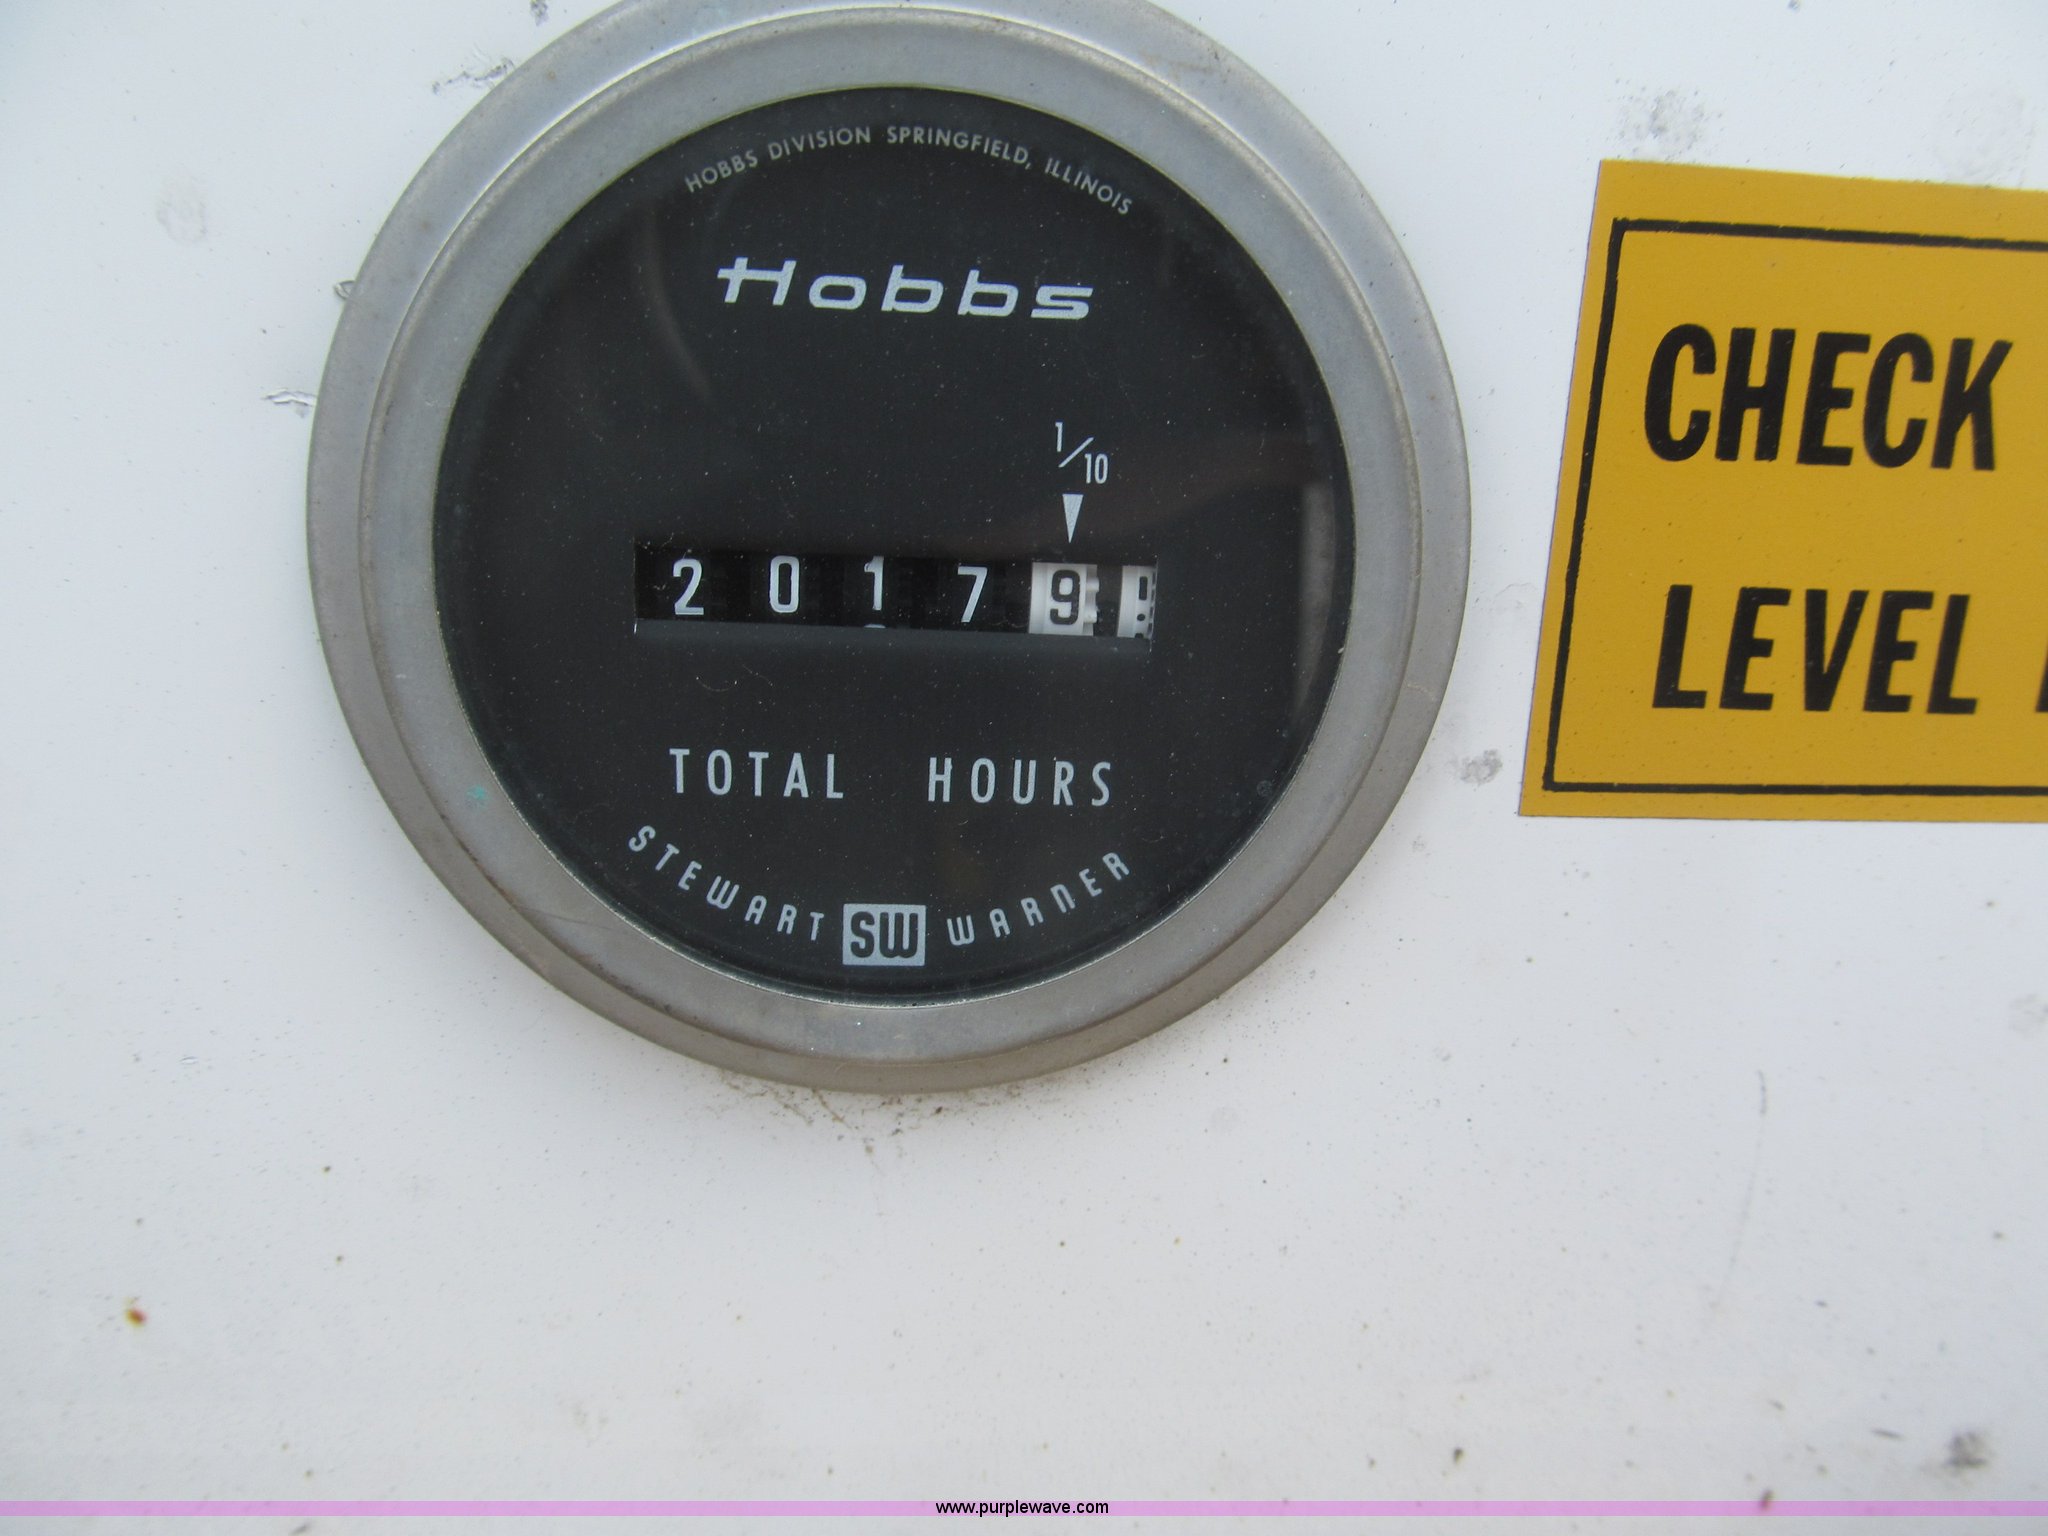 HOBBS DIVISION SPRINGFIELD, ILLINOIS
Hobbs
1/10
2 0 1 7 9
TOTAL HOURS
STEWART SW WARNER
CHECK
LEVEL
www.purplewave.com